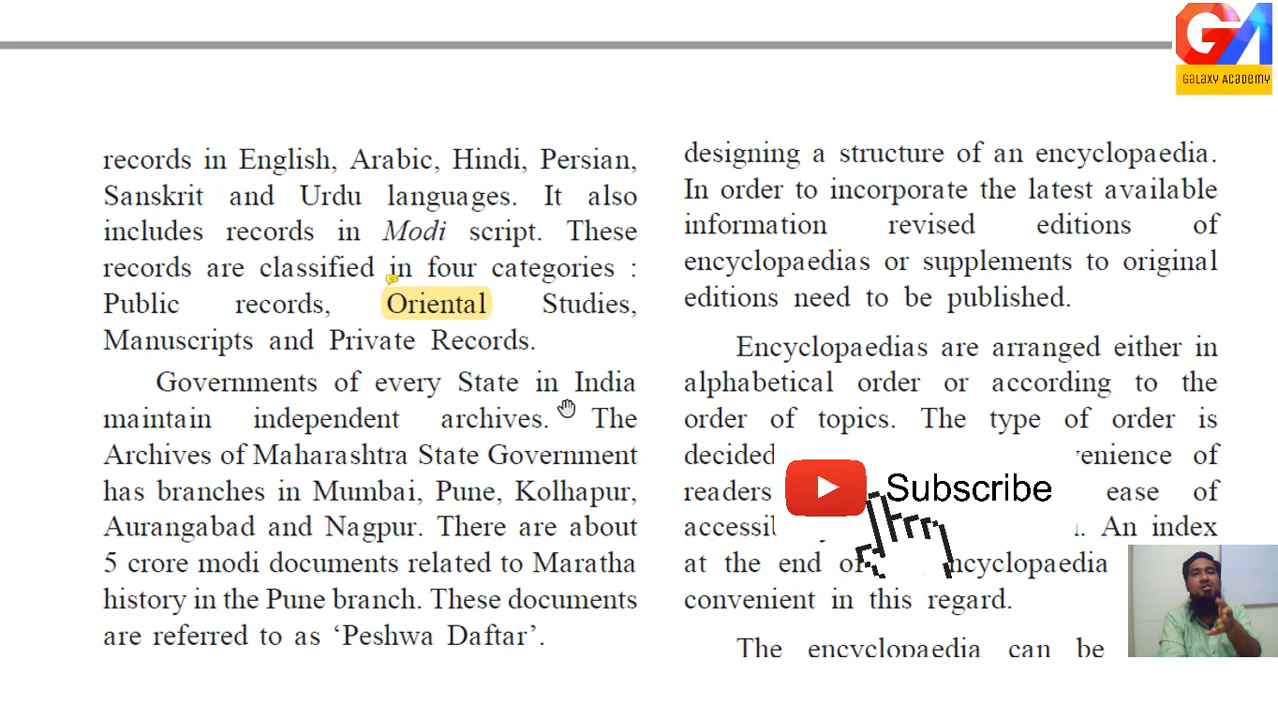 GA
GALAXY ACADEMY
records in English, Arabic, Hindi, Persian,
Sanskrit and Urdu languages. It also
includes records in Modi script. These
records are classified in four categories :
Public records, Oriental Studies,
Manuscripts and Private Records.
Governments of every State in India
maintain independent archives. The
Archives of Maharashtra State Government
has branches in Mumbai, Pune, Kolhapur,
Aurangabad and Nagpur. There are about
5 crore modi documents related to Maratha
history in the Pune branch. These documents
are referred to as ‘Peshwa Daftar’.
designing a structure of an encyclopaedia.
In order to incorporate the latest available
information revised editions of
encyclopaedias or supplements to original
editions need to be published.
Encyclopaedias are arranged either in
alphabetical order or according to the
order of topics. The type of order is
decided
readers ease of
An index
at the end of
convenient in this regard.
The encyclopaedia can be
Subscribe